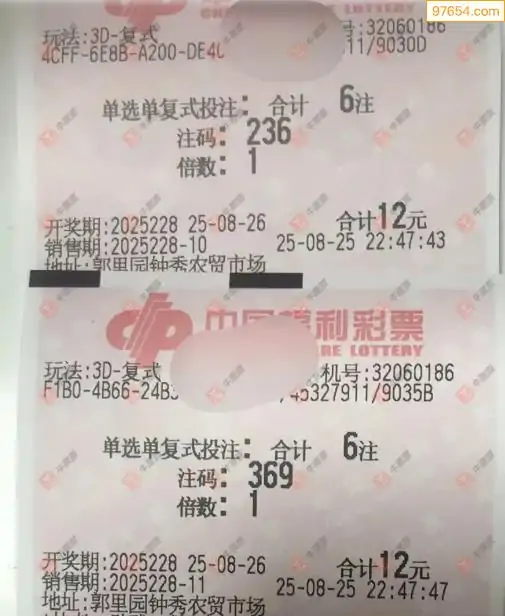 97654.com
玩法:3D-复式
机号:32060186
4CFF-6E8B-A200-DE40
11/9030D
单选单复式投注: 合计 6注
注码: 236
倍数: 1
开奖期:2025228 25-08-26 合计12元
销售期:2025228-10 25-08-25 22:47:43
地址:郭里园钟秀农贸市场
中国福利彩票
LOTTERY
玩法:3D-复式
机号:32060186
F1B0-4B66-24B
45327911/9035B
单选单复式投注: 合计 6注
注码: 369
倍数: 1
开奖期:2025228 25-08-26 合计12元
销售期:2025228-11 25-08-25 22:47:47
地址:郭里园钟秀农贸市场